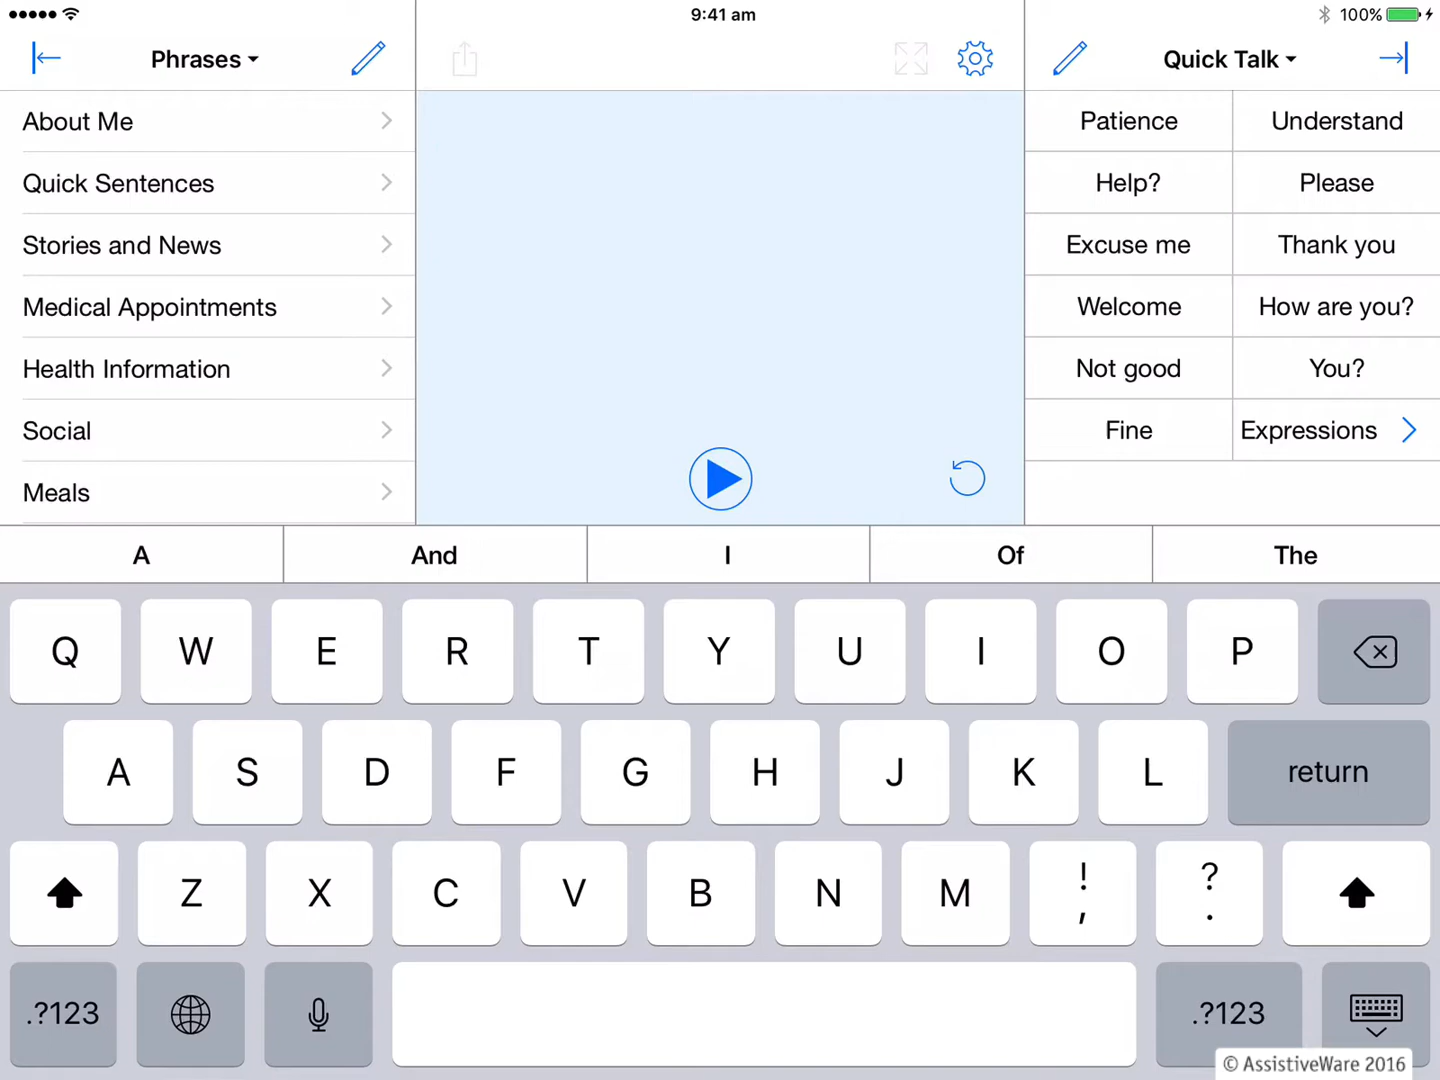 9:41 am
100%
Phrases
Quick Talk
About Me
Quick Sentences
Stories and News
Medical Appointments
Health Information
Social
Meals
Patience Understand
Help? Please
Excuse me Thank you
Welcome How are you?
Not good You?
Fine Expressions
A And I Of The
Q W E R T Y U I O P
A S D F G H J K L return
Z X C V B N M ! , ? .
.?123 .?123
© AssistiveWare 2016